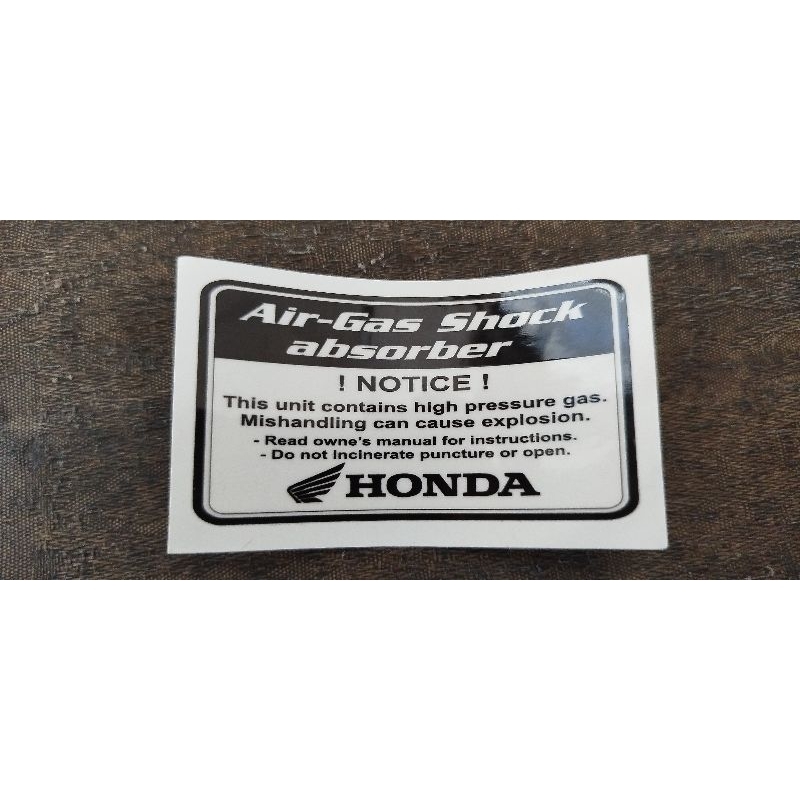 Air-Gas Shock
absorber
! NOTICE !
This unit contains high pressure gas.
Mishandling can cause explosion.
- Read owne's manual for instructions.
- Do not incinerate puncture or open.
HONDA